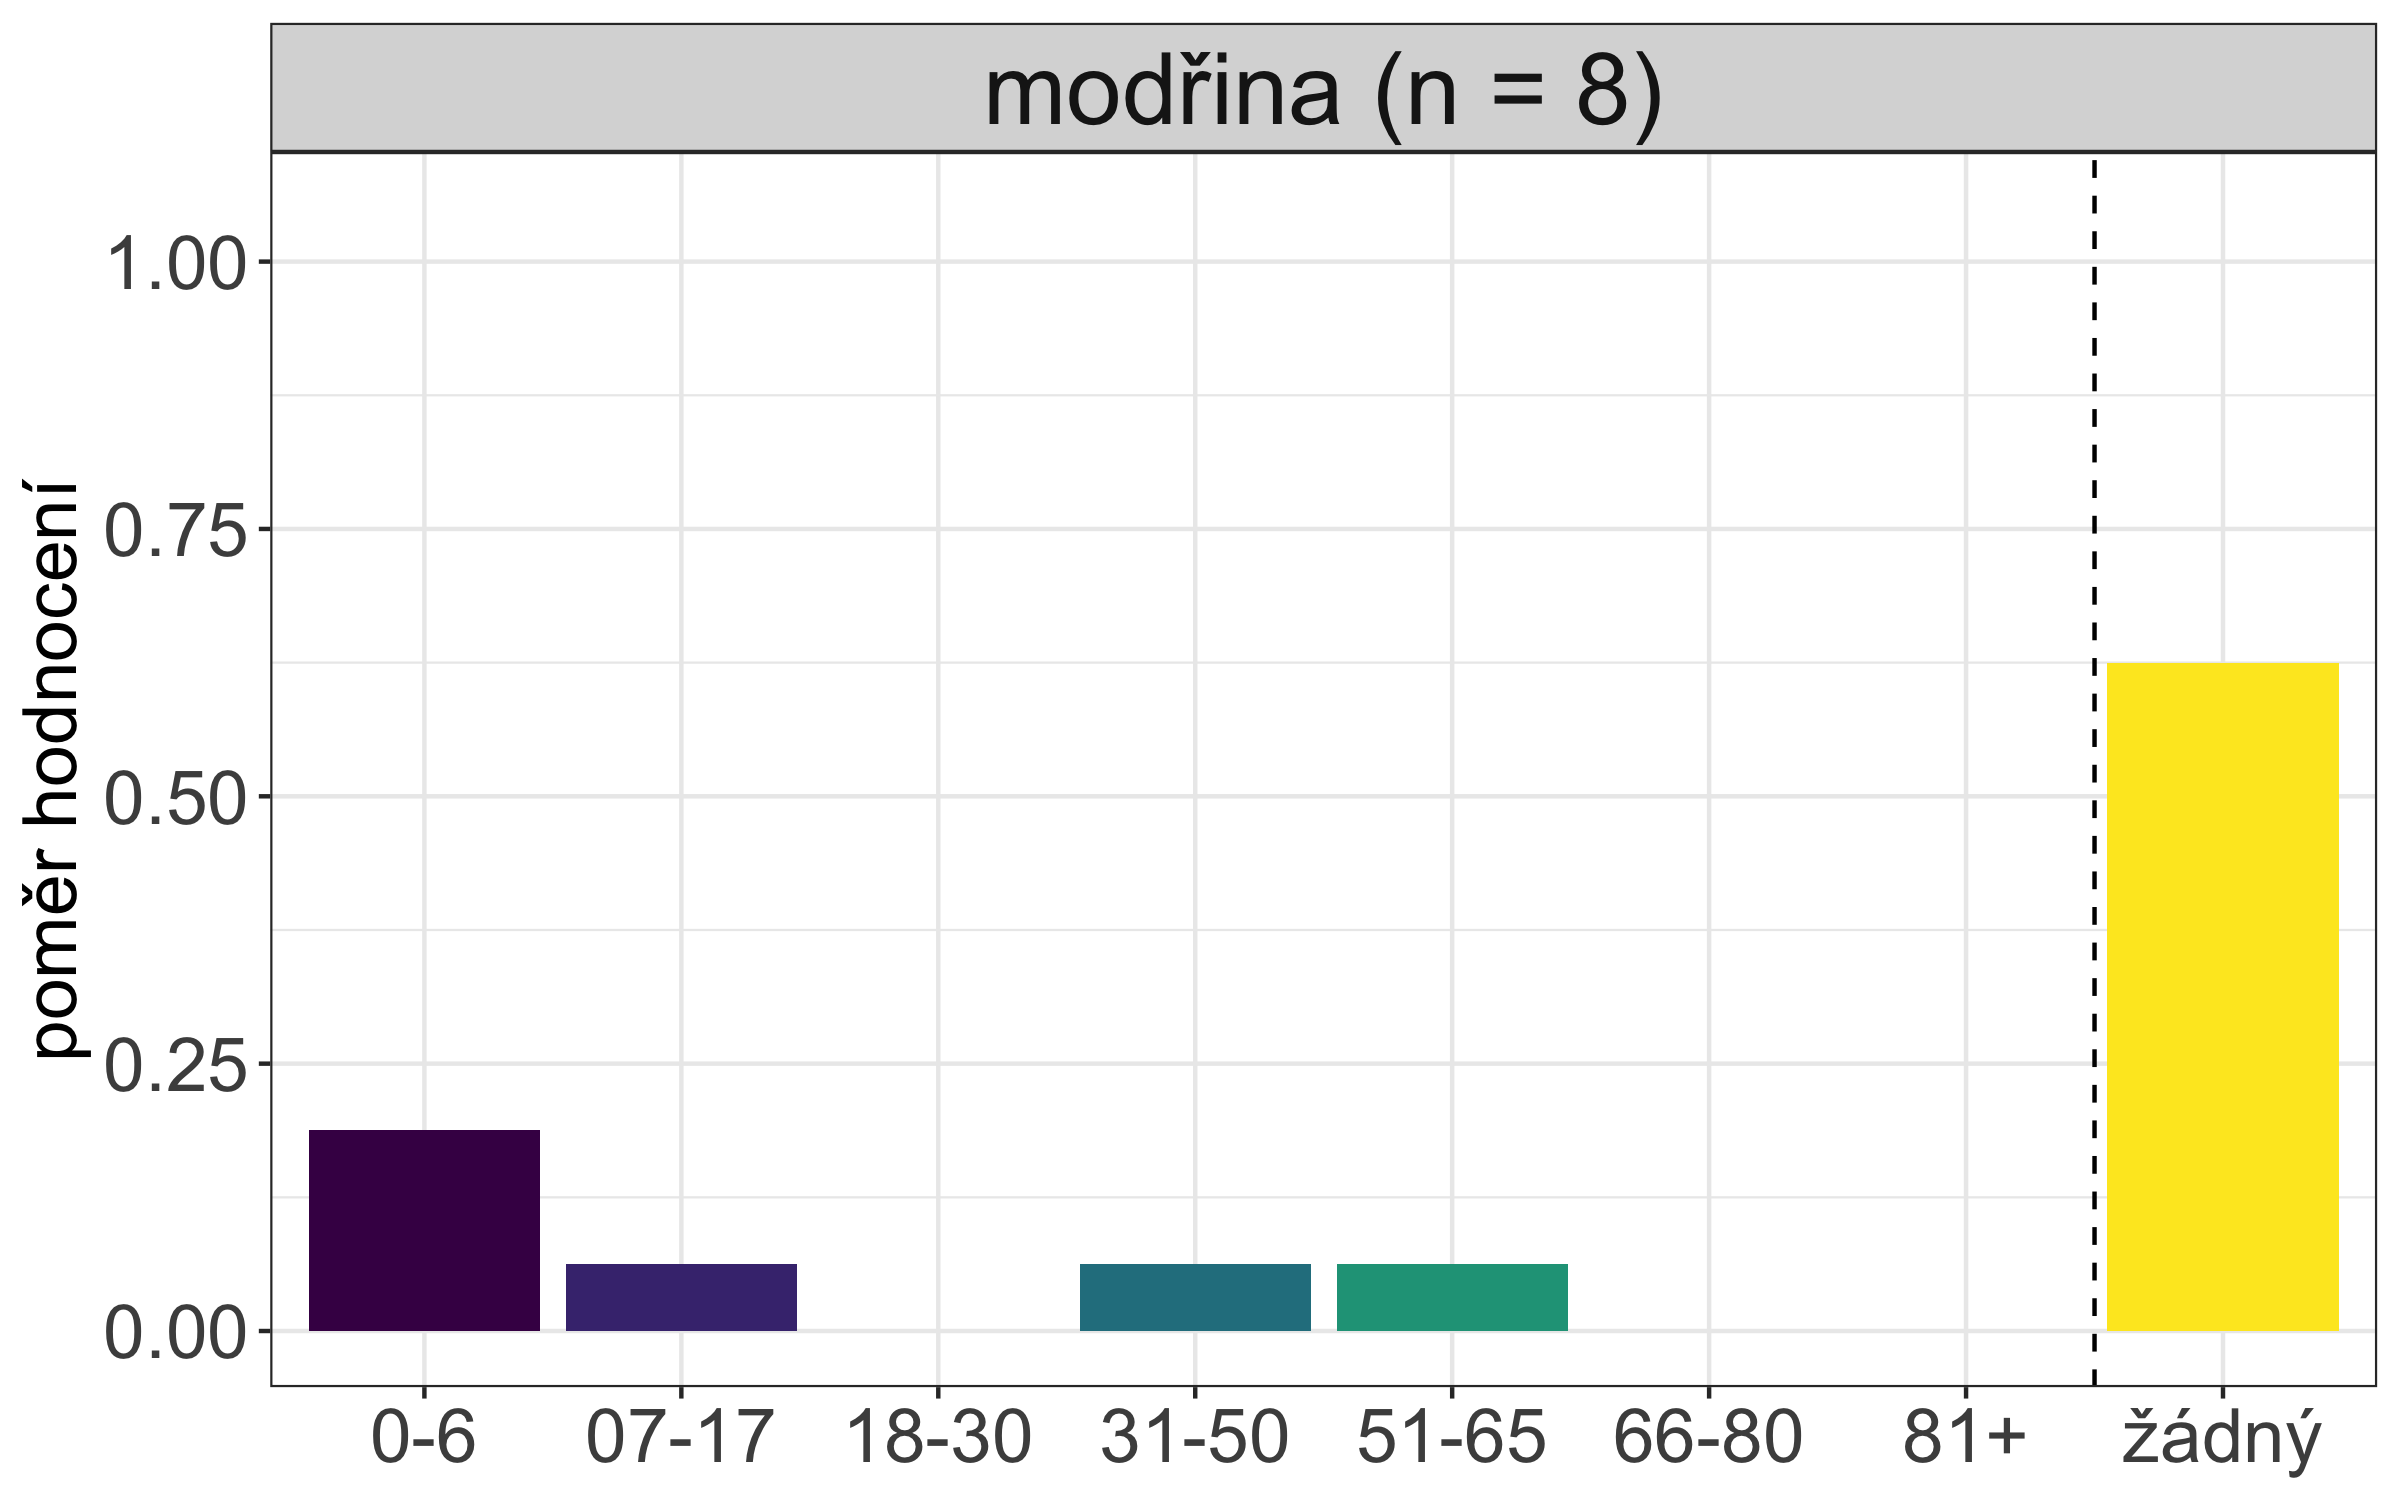 modřina (n = 8)
poměr hodnocení
1.00
0.75
0.50
0.25
0.00
0-6 07-17 18-30 31-50 51-65 66-80 81+ žádný